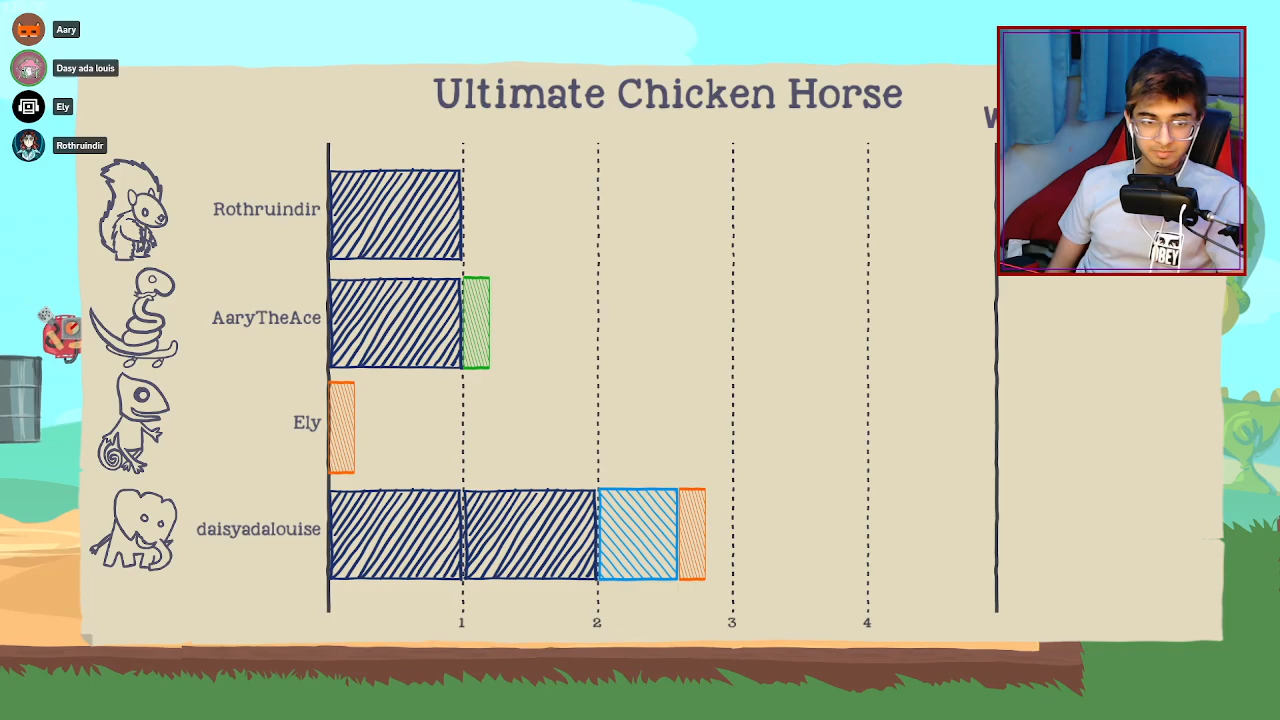 Aary
Dasy ada louis
Ely
Rothruindir
Ultimate Chicken Horse
W
Rothruindir
AaryTheAce
Ely
daisyadalouise
1 2 3 4
OBEY